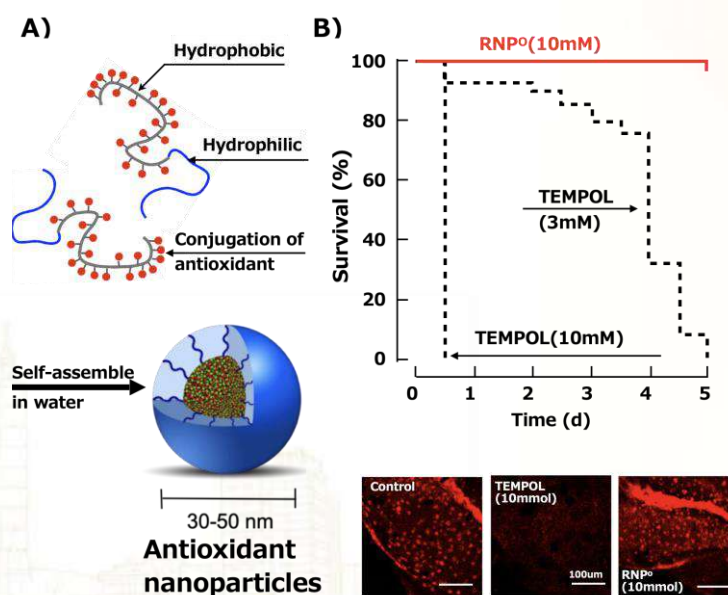 A)
Hydrophobic
Hydrophilic
Conjugation of
antioxidant
Self-assemble
in water
30-50 nm
Antioxidant
nanoparticles
B)
RNPº(10mM)
Survival (%)
100
80
60
40
20
0
TEMPOL
(3mM)
TEMPOL(10mM)
0 1 2 3 4 5
Time (d)
Control
TEMPOL
(10mmol)
100um
RNPº
(10mmol)